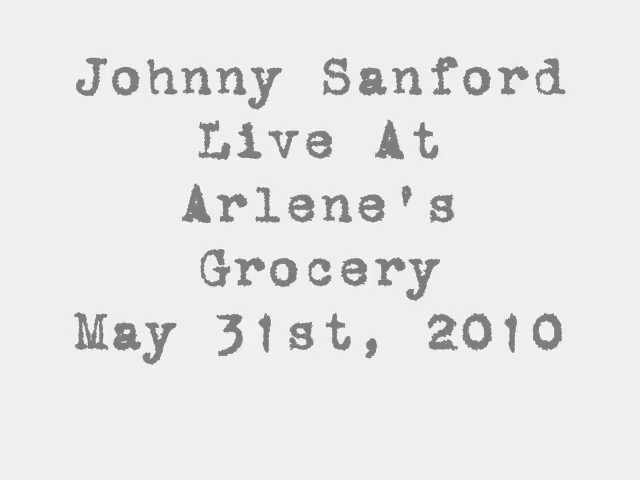 Johnny Sanford
Live At
Arlene's
Grocery
May 31st, 2010